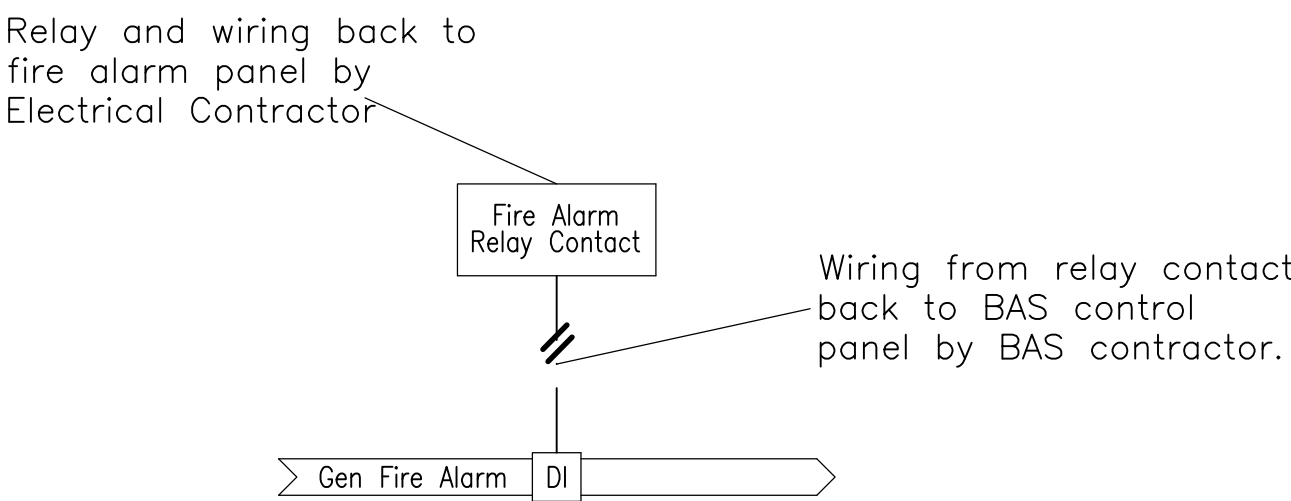 Relay and wiring back to
fire alarm panel by
Electrical Contractor
Fire Alarm
Relay Contact
Wiring from relay contact
back to BAS control
panel by BAS contractor.
Gen Fire Alarm DI